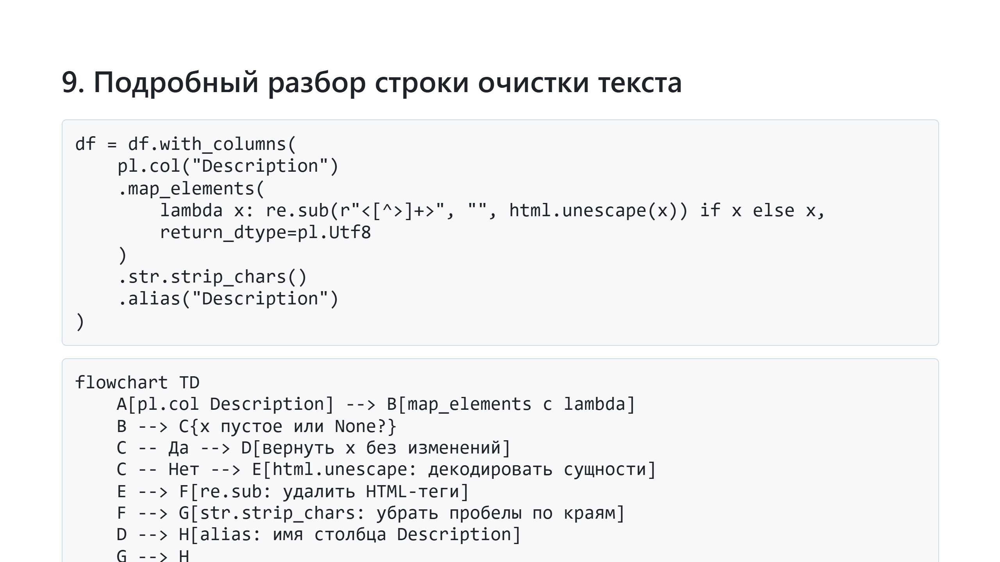 9. Подробный разбор строки очистки текста
df = df.with_columns(
    pl.col("Description")
    .map_elements(
        lambda x: re.sub(r"<[^>]+>", "", html.unescape(x)) if x else x,
        return_dtype=pl.Utf8
    )
    .str.strip_chars()
    .alias("Description")
)
flowchart TD
    A[pl.col Description] --> B[map_elements с lambda]
    B --> C{x пустое или None?}
    C -- Да --> D[вернуть x без изменений]
    C -- Нет --> E[html.unescape: декодировать сущности]
    E --> F[re.sub: удалить HTML-теги]
    F --> G[str.strip_chars: убрать пробелы по краям]
    D --> H[alias: имя столбца Description]
    G --> H